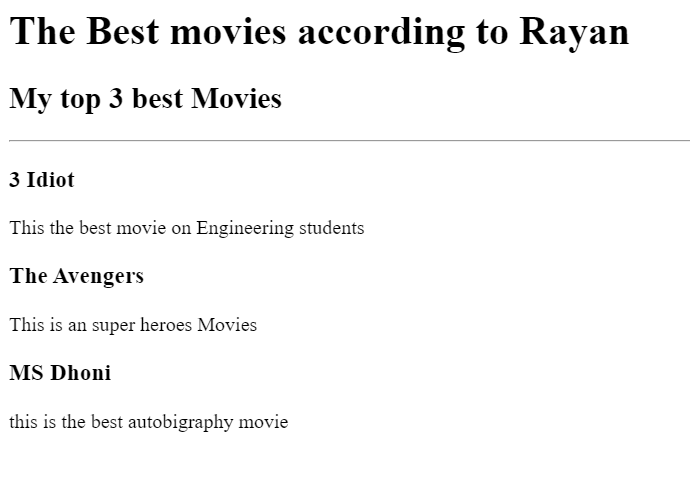 The Best movies according to Rayan
My top 3 best Movies
3 Idiot
This the best movie on Engineering students
The Avengers
This is an super heroes Movies
MS Dhoni
this is the best autobigraphy movie